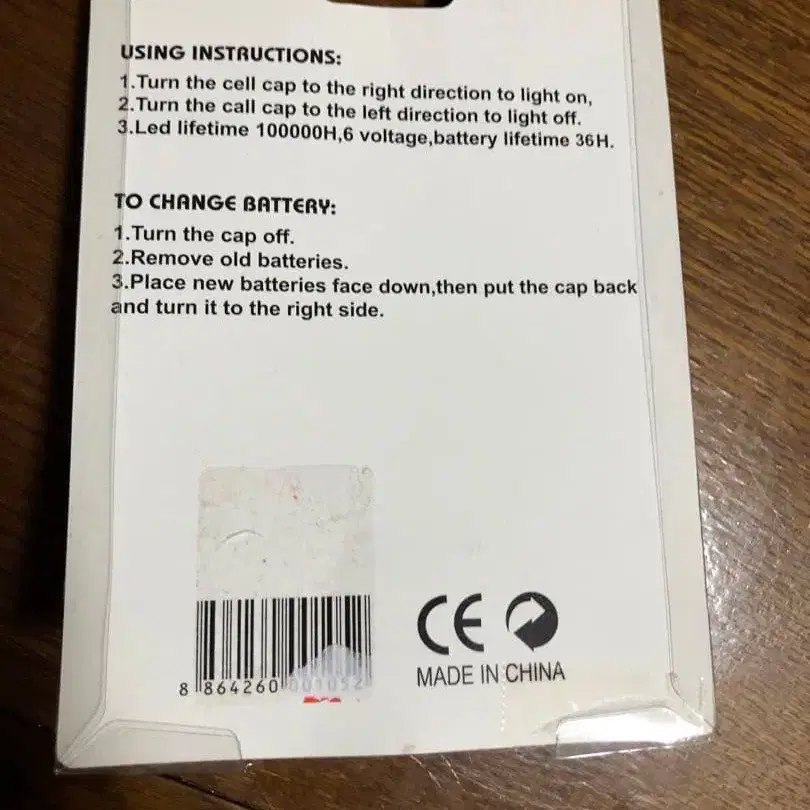 USING INSTRUCTIONS:
1.Turn the cell cap to the right direction to light on,
2.Turn the call cap to the left direction to light off.
3.Led lifetime 100000H,6 voltage,battery lifetime 36H.
TO CHANGE BATTERY:
1.Turn the cap off.
2.Remove old batteries.
3.Place new batteries face down,then put the cap back
and turn it to the right side.
8 864260 001052
CE
MADE IN CHINA